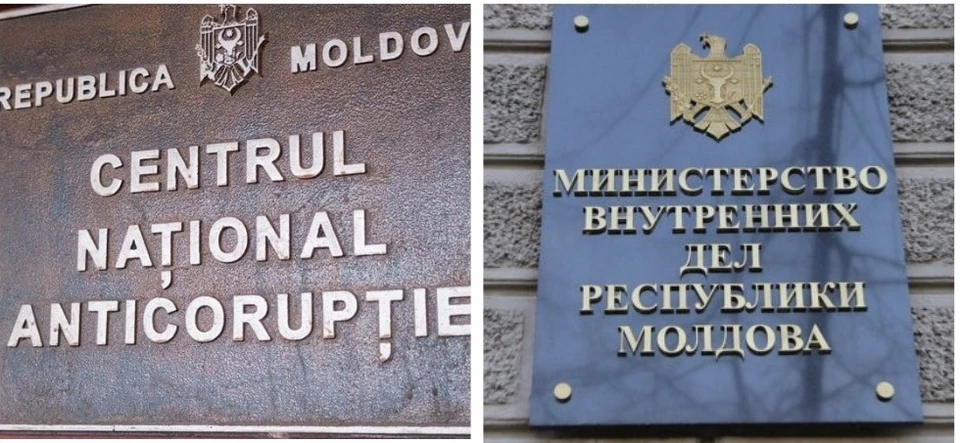 REPUBLICA MOLDOV
CENTRUL
NAȚIONAL
ANTICORUPȚIE
МИНИСТЕРСТВО
ВНУТРЕННИХ
ДЕЛ
РЕСПУБЛИКИ
МОЛДОВА